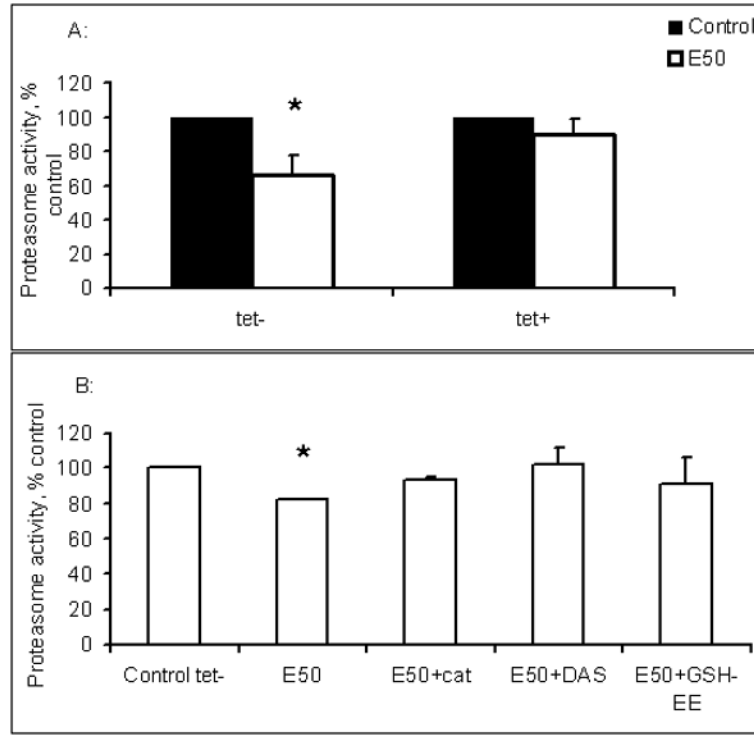 A:
Control
E50
Proteasome activity, %
control
120
100
80
60
40
20
0
*
tet-
tet+
B:
Proteasome activity, % control
120
100
80
60
40
20
0
*
Control tet-
E50
E50+cat
E50+DAS
E50+GSH-
EE